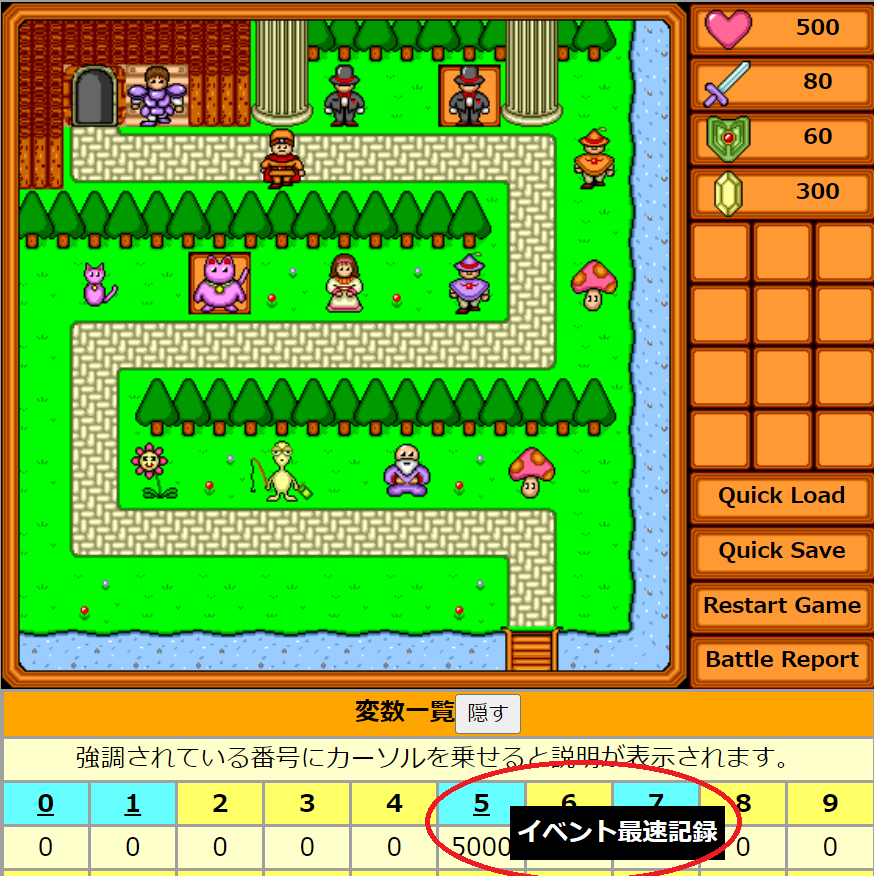 500
80
60
300
Quick Load
Quick Save
Restart Game
Battle Report
変数一覧 隠す
強調されている番号にカーソルを乗せると説明が表示されます。
0 1 2 3 4 5 6 7 8 9
0 0 0 0 0 5000 0 0
イベント最速記録